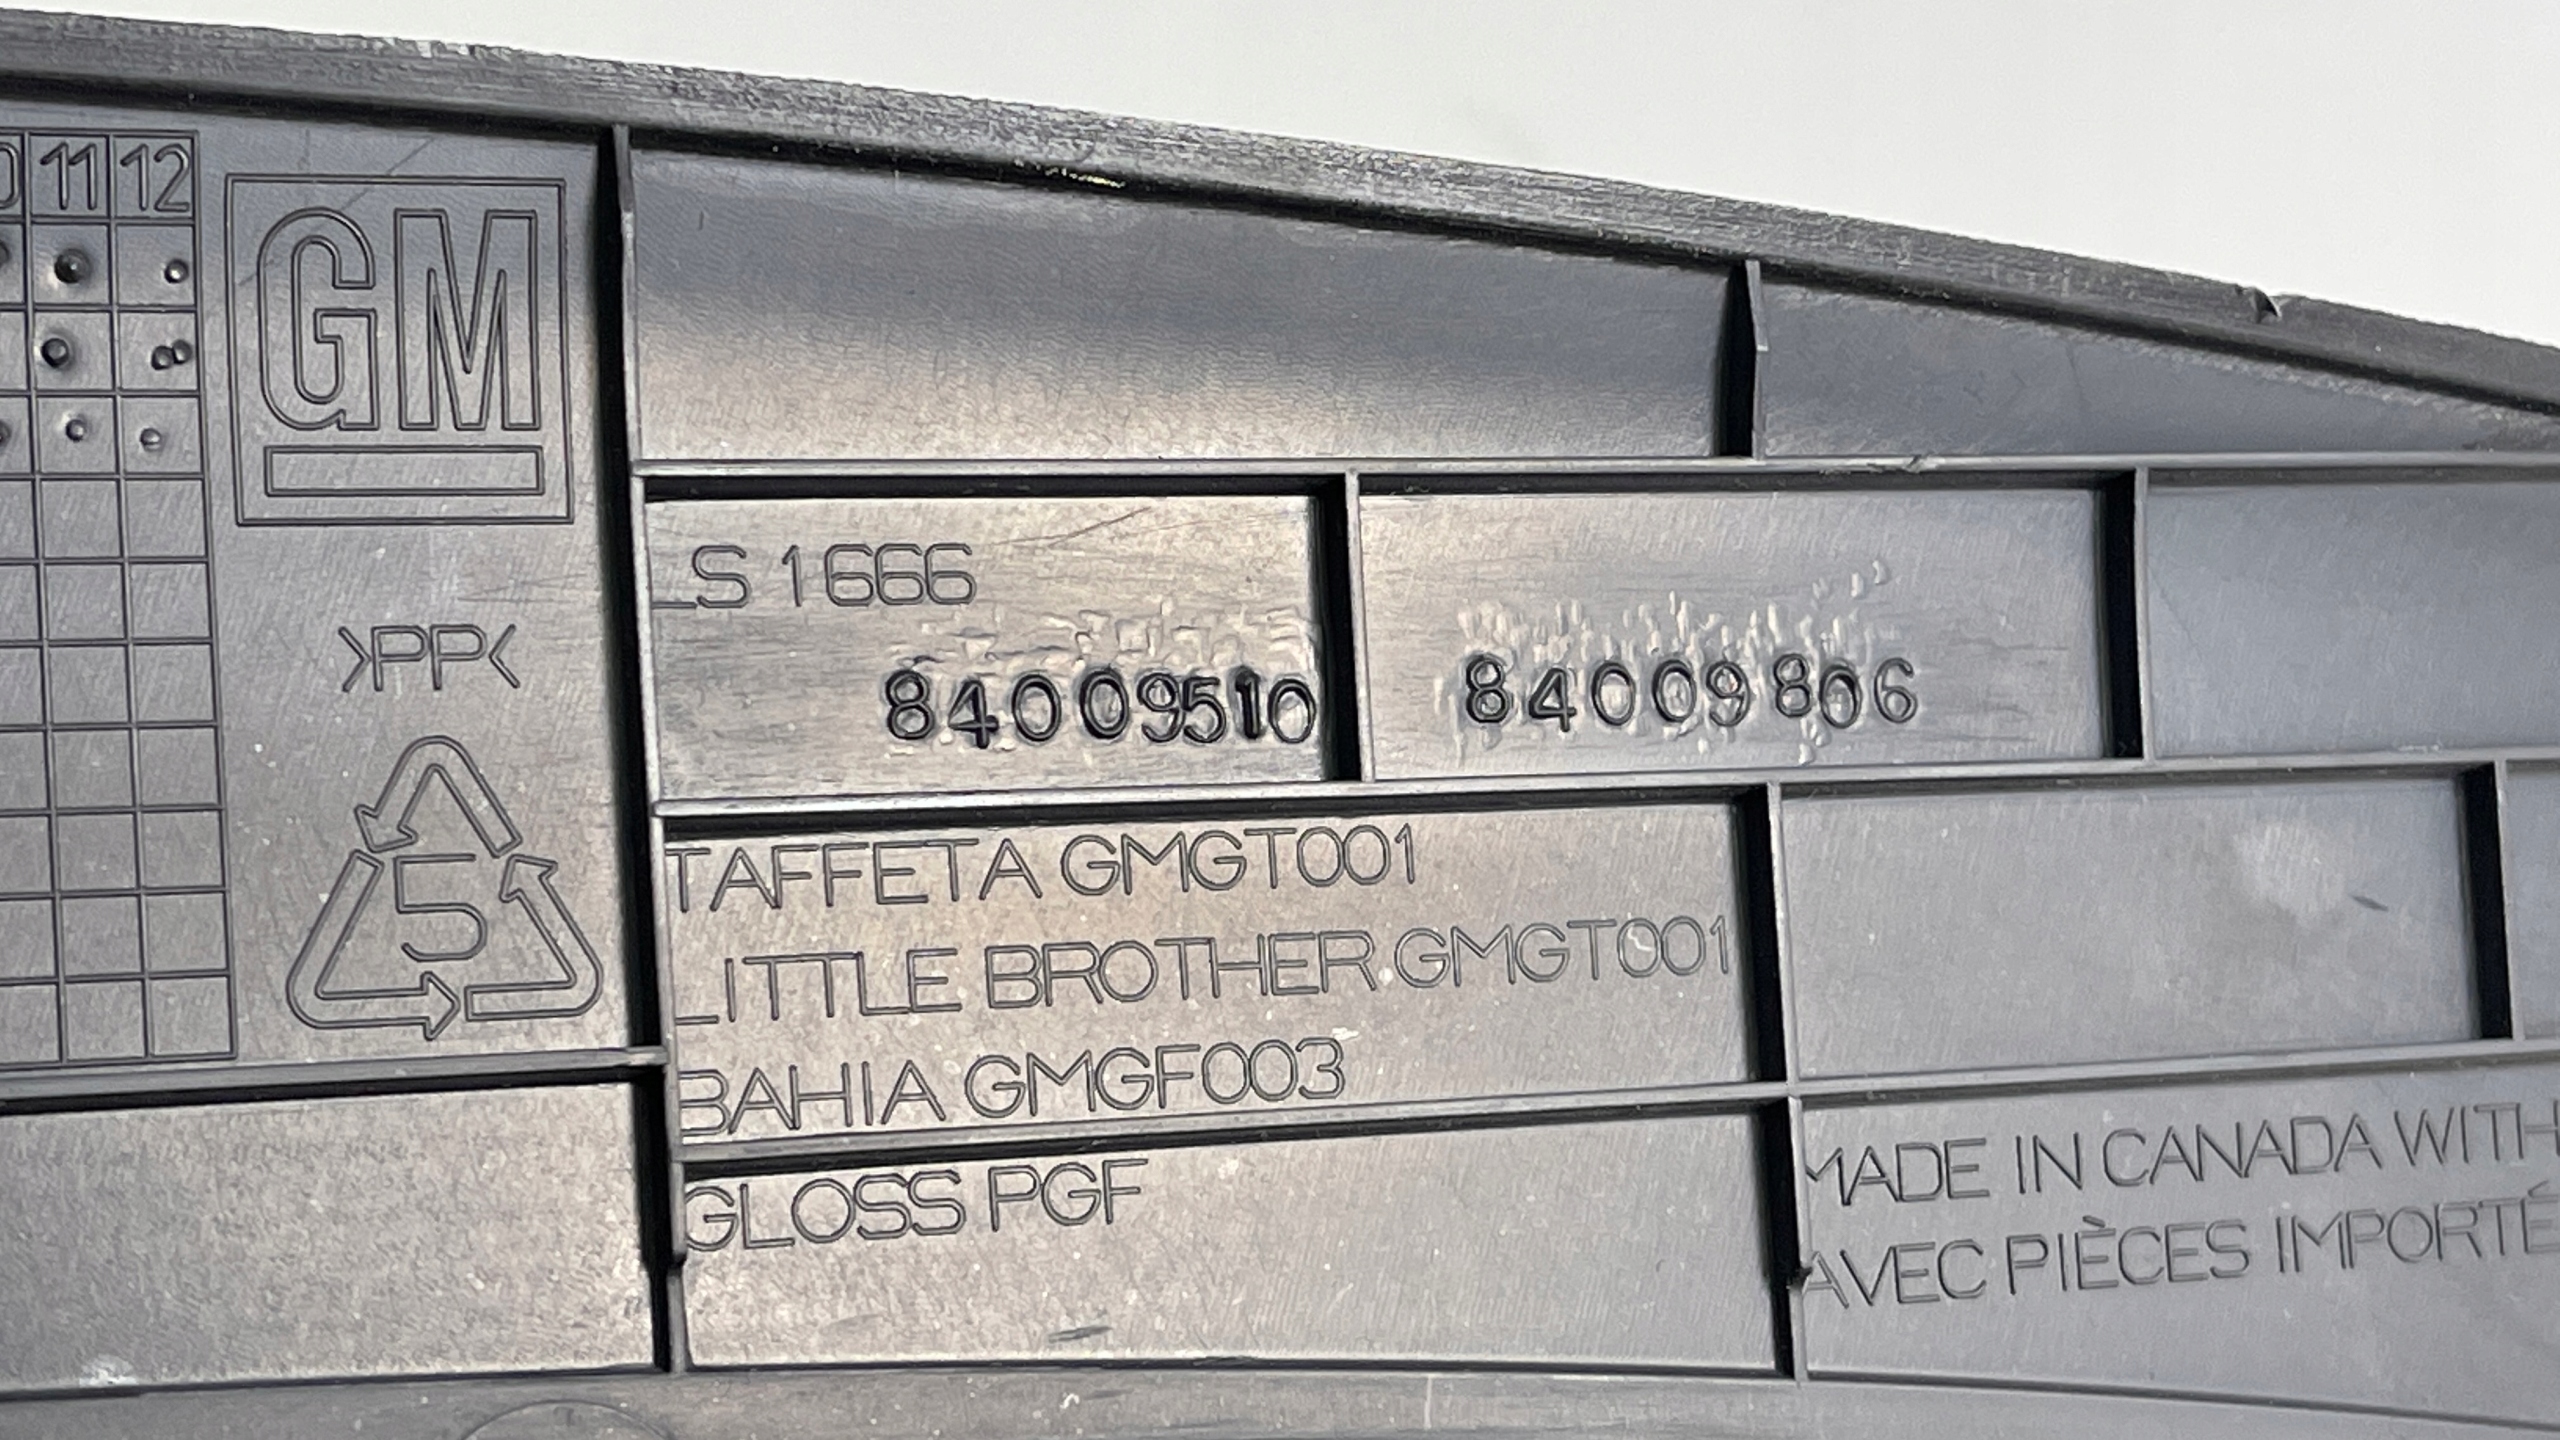 11 12
GM
>PP<
5
LS 1666
84009510
84009806
TAFFETA GMGT001
LITTLE BROTHER GMGT001
BAHIA GMGF003
GLOSS PGF
MADE IN CANADA WITH
AVEC PIÈCES IMPORTÉ